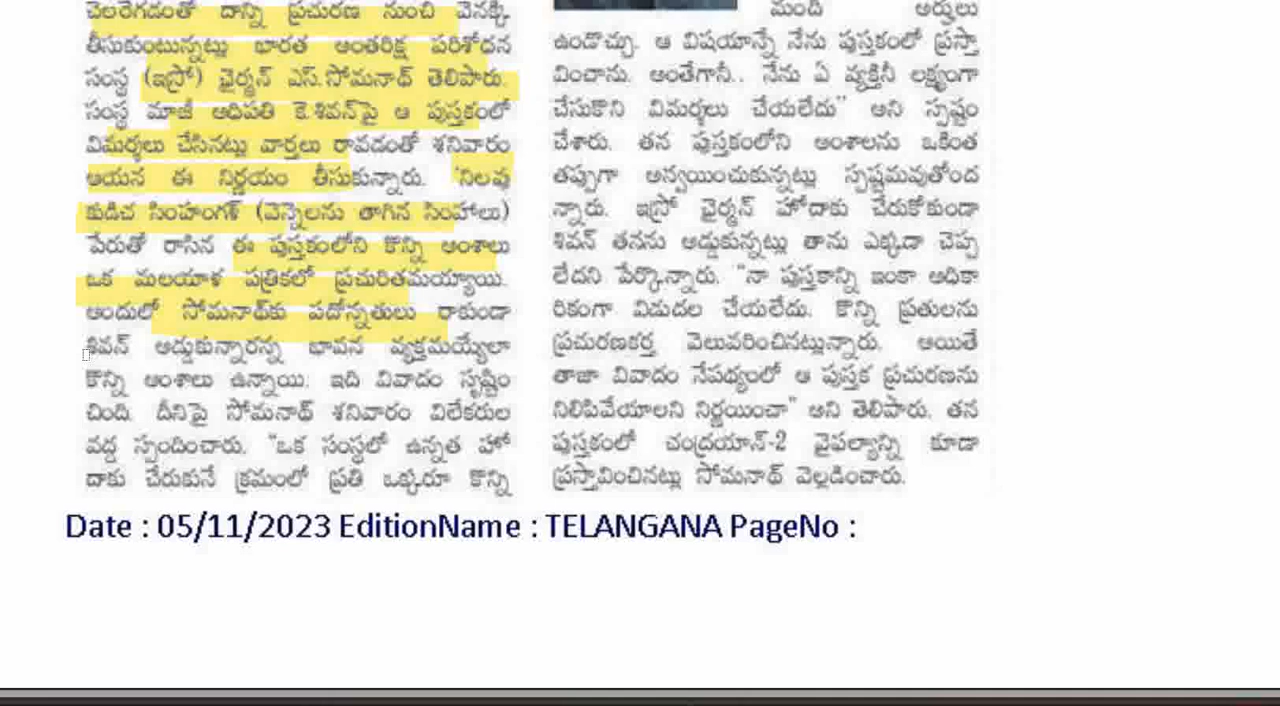 చెలరేగడంతో దాన్ని ప్రచురణ నుంచి వెనక్కి
తీసుకుంటున్నట్లు భారత అంతరిక్ష పరిశోధన
సంస్థ (ఇస్రో) ఛైర్మన్ ఎస్.సోమనాథ్ తెలిపారు.
సంస్థ మాజీ అధిపతి కె.శివన్‌పై ఆ పుస్తకంలో
విమర్శలు చేసినట్లు వార్తలు రావడంతో శనివారం
ఆయన ఈ నిర్ణయం తీసుకున్నారు. 'నిలవు
కుడిచ సింహంగళ్ (వెన్నెలను తాగిన సింహాలు)
పేరుతో రాసిన ఈ పుస్తకంలోని కొన్ని అంశాలు
ఒక మలయాళ పత్రికలో ప్రచురితమయ్యాయి.
అందులో సోమనాథ్‌కు పదోన్నతులు రాకుండా
శివన్ అడ్డుకున్నారన్న భావన వ్యక్తమయ్యేలా
కొన్ని అంశాలు ఉన్నాయి. ఇది వివాదం సృష్టిం
చింది. దీనిపై సోమనాథ్ శనివారం విలేకరుల
వద్ద స్పందించారు. "ఒక సంస్థలో ఉన్నత హో
దాకు చేరుకునే క్రమంలో ప్రతి ఒక్కరూ కొన్ని
మంది అర్హులు
ఉండొచ్చు. ఆ విషయాన్నే నేను పుస్తకంలో ప్రస్తా
వించాను. అంతేగానీ.. నేను ఏ వ్యక్తినీ లక్ష్యంగా
చేసుకొని విమర్శలు చేయలేదు" అని స్పష్టం
చేశారు. తన పుస్తకంలోని అంశాలను ఒకింత
తప్పుగా అన్వయించుకున్నట్లు స్పష్టమవుతోంద
న్నారు. ఇస్రో ఛైర్మన్ హోదాకు చేరుకోకుండా
శివన్ తనను అడ్డుకున్నట్లు తాను ఎక్కడా చెప్ప
లేదని పేర్కొన్నారు. "నా పుస్తకాన్ని ఇంకా అధికా
రికంగా విడుదల చేయలేదు. కొన్ని ప్రతులను
ప్రచురణకర్త వెలువరించినట్లున్నారు. అయితే
తాజా వివాదం నేపథ్యంలో ఆ పుస్తక ప్రచురణను
నిలిపివేయాలని నిర్ణయించా" అని తెలిపారు. తన
పుస్తకంలో చంద్రయాన్-2 వైఫల్యాన్ని కూడా
ప్రస్తావించినట్లు సోమనాథ్ వెల్లడించారు.
Date : 05/11/2023 EditionName : TELANGANA PageNo :